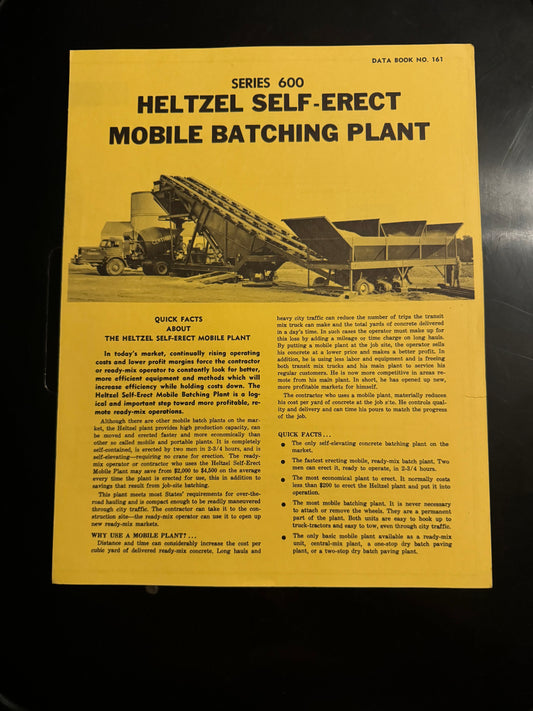 DATA BOOK NO. 161
SERIES 600
HELTZEL SELF-ERECT
MOBILE BATCHING PLANT
QUICK FACTS
ABOUT
THE HELTZEL SELF-ERECT MOBILE PLANT
In today's market, continually rising operating
costs and lower profit margins force the contractor
or ready-mix operator to constantly look for better,
more efficient equipment and methods which will
increase efficiency while holding costs down. The
Heltzel Self-Erect Mobile Batching Plant is a log-
ical and important step toward more profitable, re-
mote ready-mix operations.
Although there are other mobile batch plants on the mar-
ket, the Heltzel plant provides high production capacity, can
be moved and erected faster and more economically than
other so called mobile and portable plants. It is completely
self-contained, is erected by two men in 2-3/4 hours, and is
self-elevating—requiring no crane for erection. The ready-
mix operator or contractor who uses the Heltzel Self-Erect
Mobile Plant may save from $2,000 to $4,500 on the average
every time the plant is erected for use, this in addition to
savings that result from job-site batching.
This plant meets most States' requirements for over-the-
road hauling and is compact enough to be readily maneuvered
through city traffic. The contractor can take it to the con-
struction site—the ready-mix operator can use it to open up
new ready-mix markets.
WHY USE A MOBILE PLANT? . . .
Distance and time can considerably increase the cost per
cubic yard of delivered ready-mix concrete. Long hauls and
heavy city traffic can reduce the number of trips the transit
mix truck can make and the total yards of concrete delivered
in a day's time. In such cases the operator must make up for
this loss by adding a mileage or time charge on long hauls.
By putting a mobile plant at the job site, the operator sells
his concrete at a lower price and makes a better profit. In
addition, he is using less labor and equipment and is freeing
both transit mix trucks and his main plant to service his
regular customers. He is now more competitive in areas re-
mote from his main plant. In short, he has opened up new,
more profitable markets for himself.
The contractor who uses a mobile plant, materially reduces
his cost per yard of concrete at the job site. He controls qual-
ity and delivery and can time his pours to match the progress
of the job.
QUICK FACTS . . .
● The only self-elevating concrete batching plant on the
market.
● The fastest erecting mobile, ready-mix batch plant. Two
men can erect it, ready to operate, in 2-3/4 hours.
● The most economical plant to erect. It normally costs
less than $200 to erect the Heltzel plant and put it into
operation.
● The most mobile batching plant. It is never necessary
to attach or remove the wheels. They are a permanent
part of the plant. Both units are easy to hook up to
truck-tractors and easy to tow, even through city traffic.
● The only basic mobile plant available as a ready-mix
unit, central-mix plant, a one-stop dry batch paving
plant, or a two-stop dry batch paving plant.